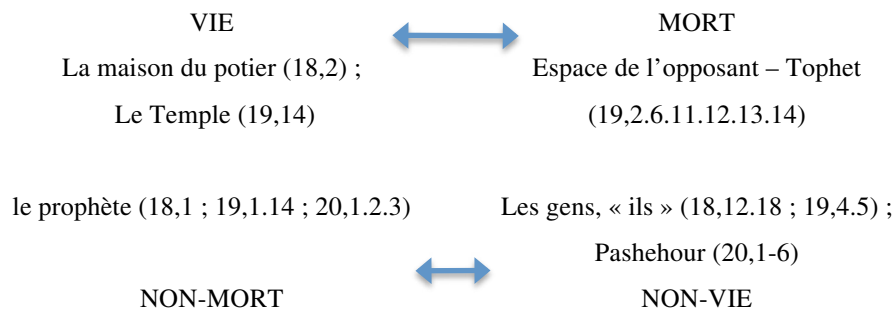 VIE MORT
La maison du potier (18,2) ; Espace de l’opposant – Tophet
Le Temple (19,14) (19,2.6.11.12.13.14)
le prophète (18,1 ; 19,1.14 ; 20,1.2.3) Les gens, « ils » (18,12.18 ; 19,4.5) ;
Pashehour (20,1-6)
NON-MORT NON-VIE